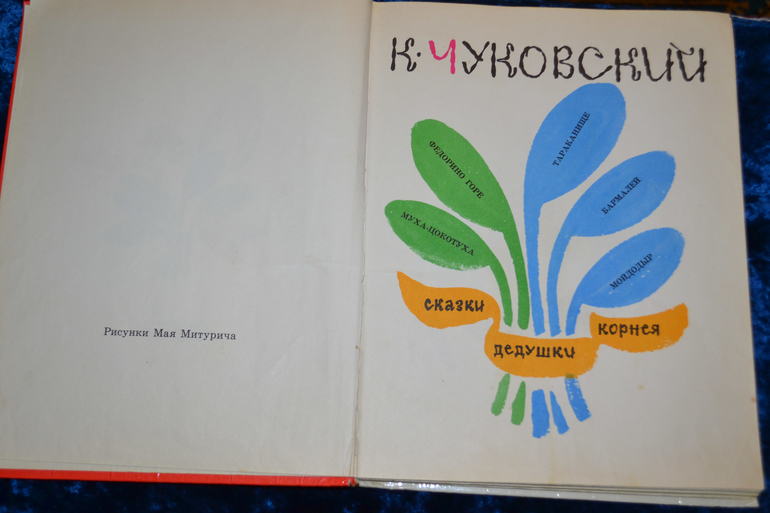 Рисунки Мая Митурича
К. ЧУКОВСКИЙ
ТАРАКАНИЩЕ
ФЕДОРИНО ГОРЕ
БАРМАЛЕЙ
МУХА-ЦОКОТУХА
МОЙДОДЫР
сказки
дедушки
корнея